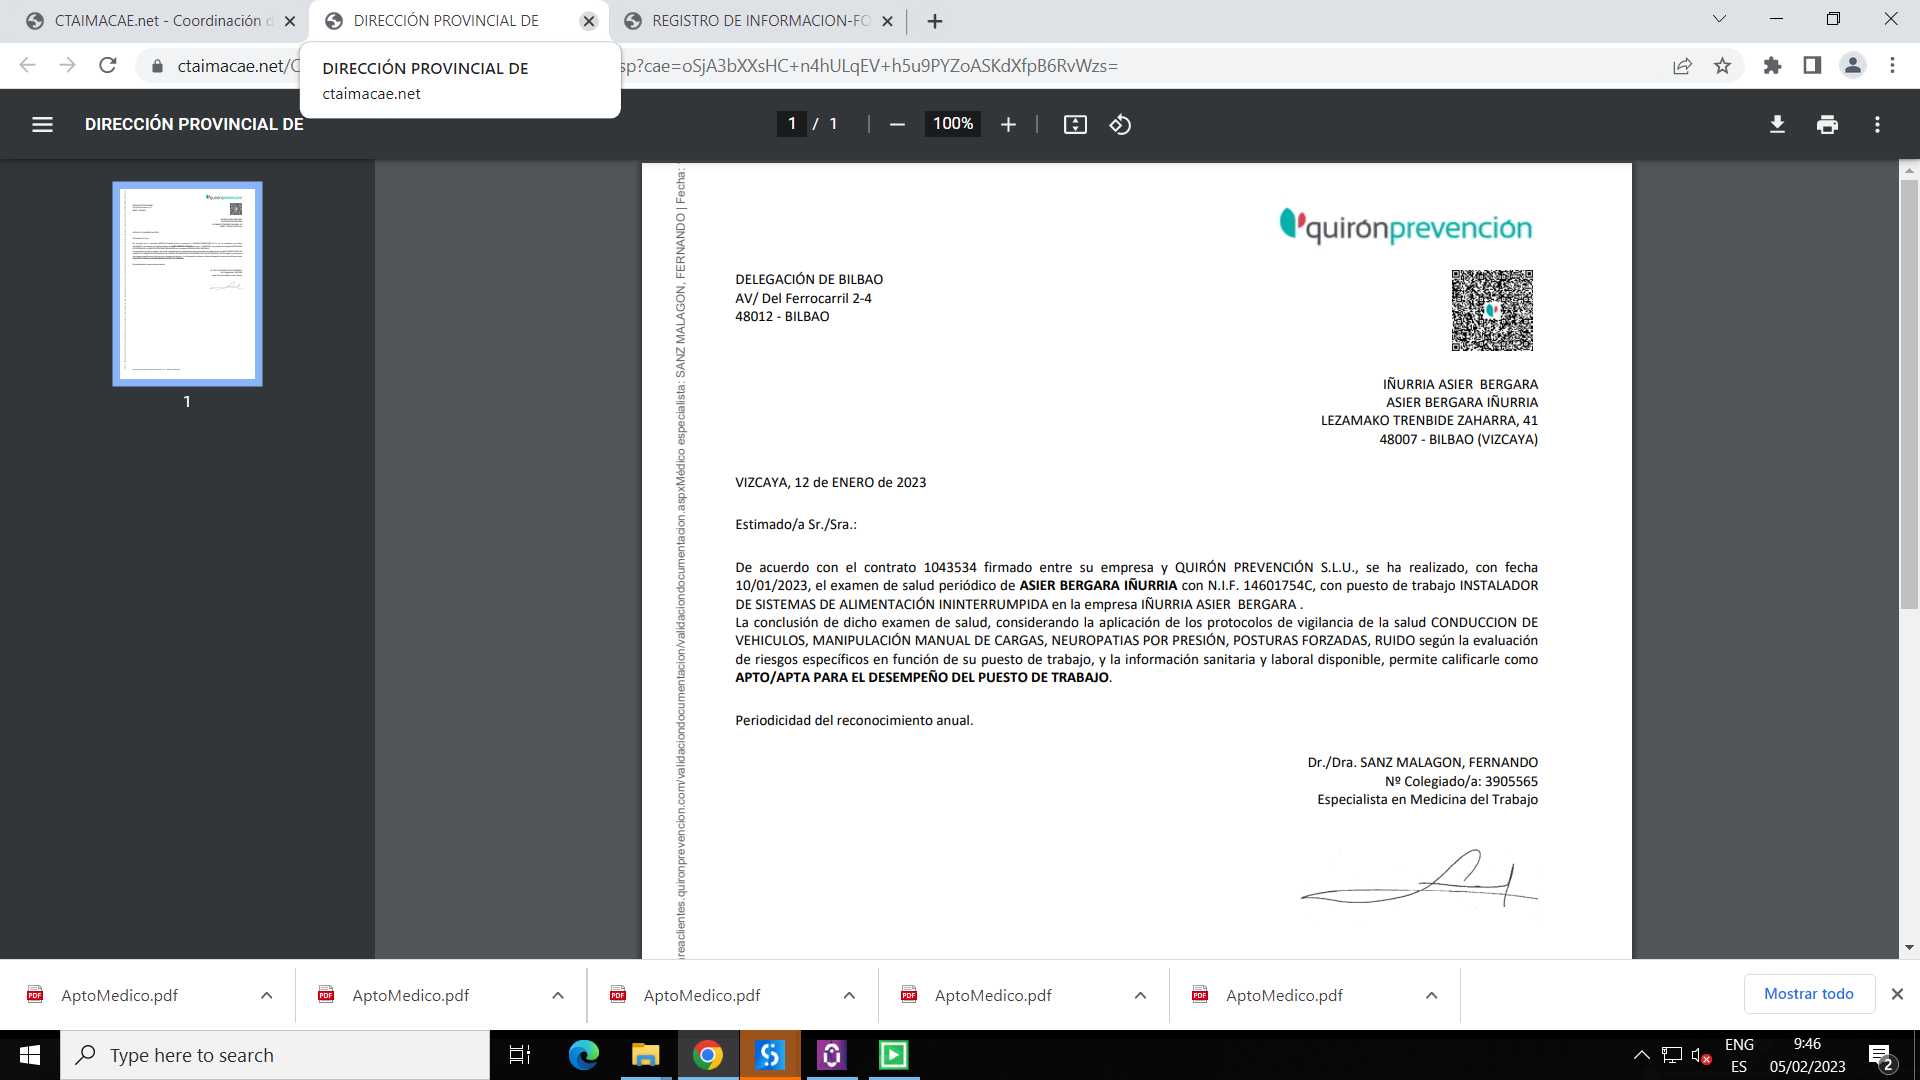 CTAIMACAE.net - Coordinación d
DIRECCIÓN PROVINCIAL DE
REGISTRO DE INFORMACION-FO
ctaimacae.net/C
sp?cae=oSjA3bXXsHC+n4hULqEV+h5u9PYZoASKdXfpB6RvWzs=
DIRECCIÓN PROVINCIAL DE
ctaimacae.net
DIRECCIÓN PROVINCIAL DE
1 / 1
100%
1
reaclientes.quironprevencion.com/validaciondocumentacion/validaciondocumentacion.aspxMédico especialista: SANZ MALAGON, FERNANDO | Fecha:
quirónprevención
DELEGACIÓN DE BILBAO
AV/ Del Ferrocarril 2-4
48012 - BILBAO
IÑURRIA ASIER BERGARA
ASIER BERGARA IÑURRIA
LEZAMAKO TRENBIDE ZAHARRA, 41
48007 - BILBAO (VIZCAYA)
VIZCAYA, 12 de ENERO de 2023
Estimado/a Sr./Sra.:
De acuerdo con el contrato 1043534 firmado entre su empresa y QUIRÓN PREVENCIÓN S.L.U., se ha realizado, con fecha
10/01/2023, el examen de salud periódico de ASIER BERGARA IÑURRIA con N.I.F. 14601754C, con puesto de trabajo INSTALADOR
DE SISTEMAS DE ALIMENTACIÓN ININTERRUMPIDA en la empresa IÑURRIA ASIER BERGARA .
La conclusión de dicho examen de salud, considerando la aplicación de los protocolos de vigilancia de la salud CONDUCCION DE
VEHICULOS, MANIPULACIÓN MANUAL DE CARGAS, NEUROPATIAS POR PRESIÓN, POSTURAS FORZADAS, RUIDO según la evaluación
de riesgos específicos en función de su puesto de trabajo, y la información sanitaria y laboral disponible, permite calificarle como
APTO/APTA PARA EL DESEMPEÑO DEL PUESTO DE TRABAJO.
Periodicidad del reconocimiento anual.
Dr./Dra. SANZ MALAGON, FERNANDO
Nº Colegiado/a: 3905565
Especialista en Medicina del Trabajo
AptoMedico.pdf
AptoMedico.pdf
AptoMedico.pdf
AptoMedico.pdf
AptoMedico.pdf
Mostrar todo
Type here to search
ENG
ES
9:46
05/02/2023
2